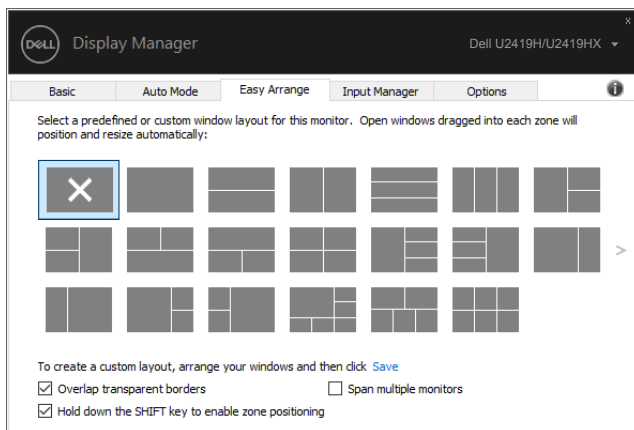 x
DELL Display Manager Dell U2419H/U2419HX
Basic Auto Mode Easy Arrange Input Manager Options
Select a predefined or custom window layout for this monitor. Open windows dragged into each zone will
position and resize automatically:
To create a custom layout, arrange your windows and then click Save
Overlap transparent borders Span multiple monitors
Hold down the SHIFT key to enable zone positioning